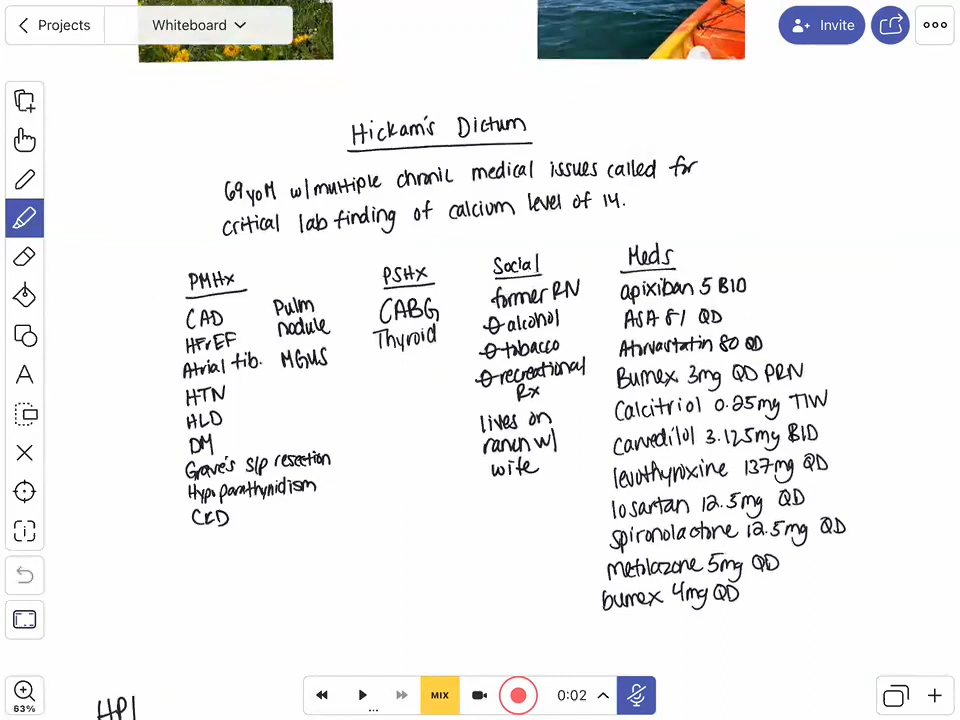 Projects
Whiteboard
Invite
Hickam's Dictum
69yoM w/multiple chronic medical issues called for
critical lab finding of calcium level of 14.
PMHx
CAD
HFrEF
Atrial fib.
HTN
HLD
DM
Grave's s/p resection
Hypoparathyridism
CKD
Pulm
nodule
MGUS
PSHx
CABG
Thyroid
Social
former RN
Ө alcohol
Ө tobacco
Ө recreational
Rx
lives on
ranch w/
wife
Meds
apixiban 5 BID
ASA 81 QD
Atorvastatin 80 QD
Bumex 3mg QD PRN
Calcitriol 0.25mg TIW
carvedilol 3.125mg BID
levothyroxine 137mg QD
losartan 12.5mg QD
spironolactone 12.5mg QD
metolazone 5mg QD
bumex 4mg QD
HPI
63%
MIX
0:02